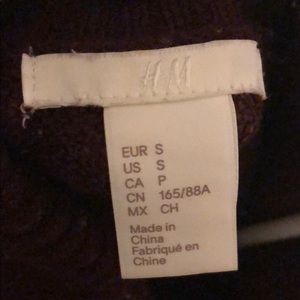 H&M
EUR S
US S
CA P
CN 165/88A
MX CH
Made in
China
Fabriqué en
Chine